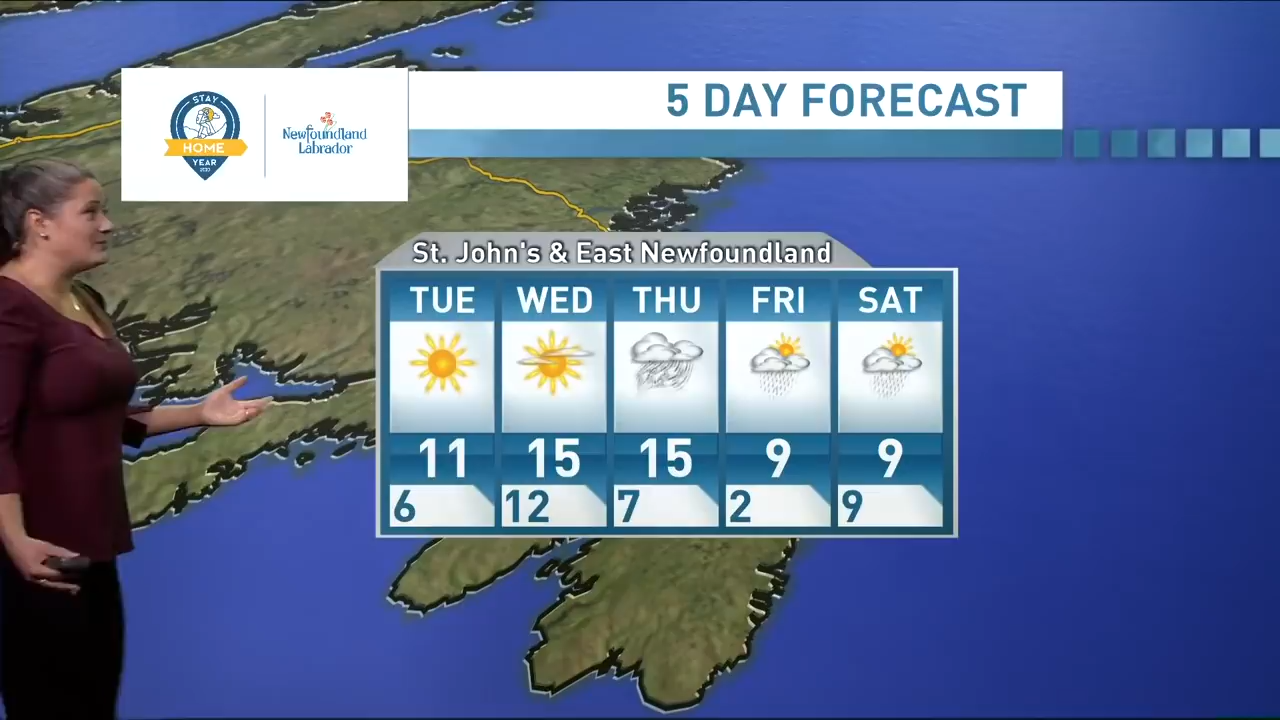 5 DAY FORECAST
STAY
HOME
YEAR
Newfoundland
Labrador
St. John's & East Newfoundland
TUE WED THU FRI SAT
11 15 15 9 9
6 12 7 2 9